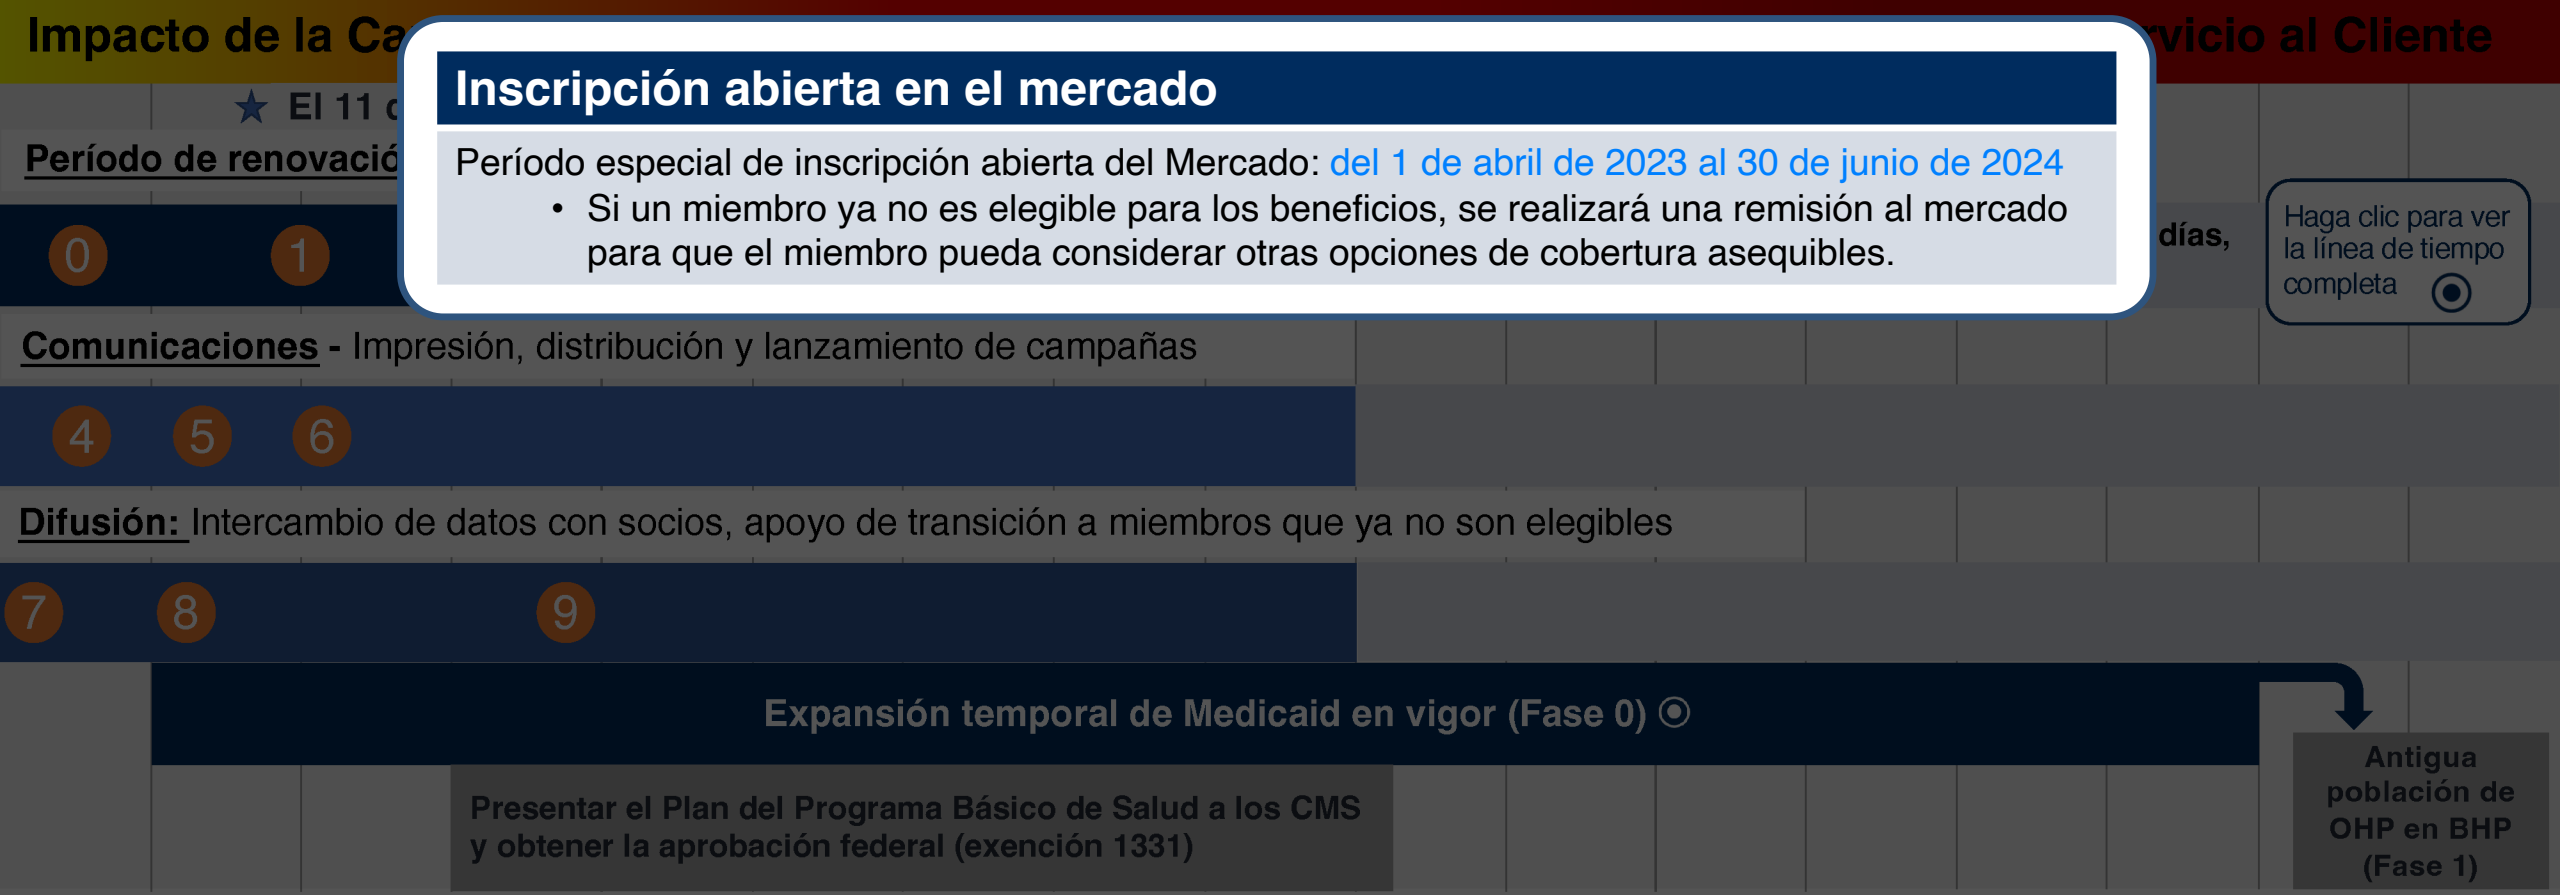 Impacto de la Ca
rvicio al Cliente
Inscripción abierta en el mercado
El 11 d
Período de renovació
Período especial de inscripción abierta del Mercado: del 1 de abril de 2023 al 30 de junio de 2024
• Si un miembro ya no es elegible para los beneficios, se realizará una remisión al mercado
para que el miembro pueda considerar otras opciones de cobertura asequibles.
0 1
días,
Haga clic para ver
la línea de tiempo
completa
Comunicaciones - Impresión, distribución y lanzamiento de campañas
4 5 6
Difusión: Intercambio de datos con socios, apoyo de transición a miembros que ya no son elegibles
7 8 9
Expansión temporal de Medicaid en vigor (Fase 0)
Presentar el Plan del Programa Básico de Salud a los CMS
y obtener la aprobación federal (exención 1331)
Antigua
población de
OHP en BHP
(Fase 1)